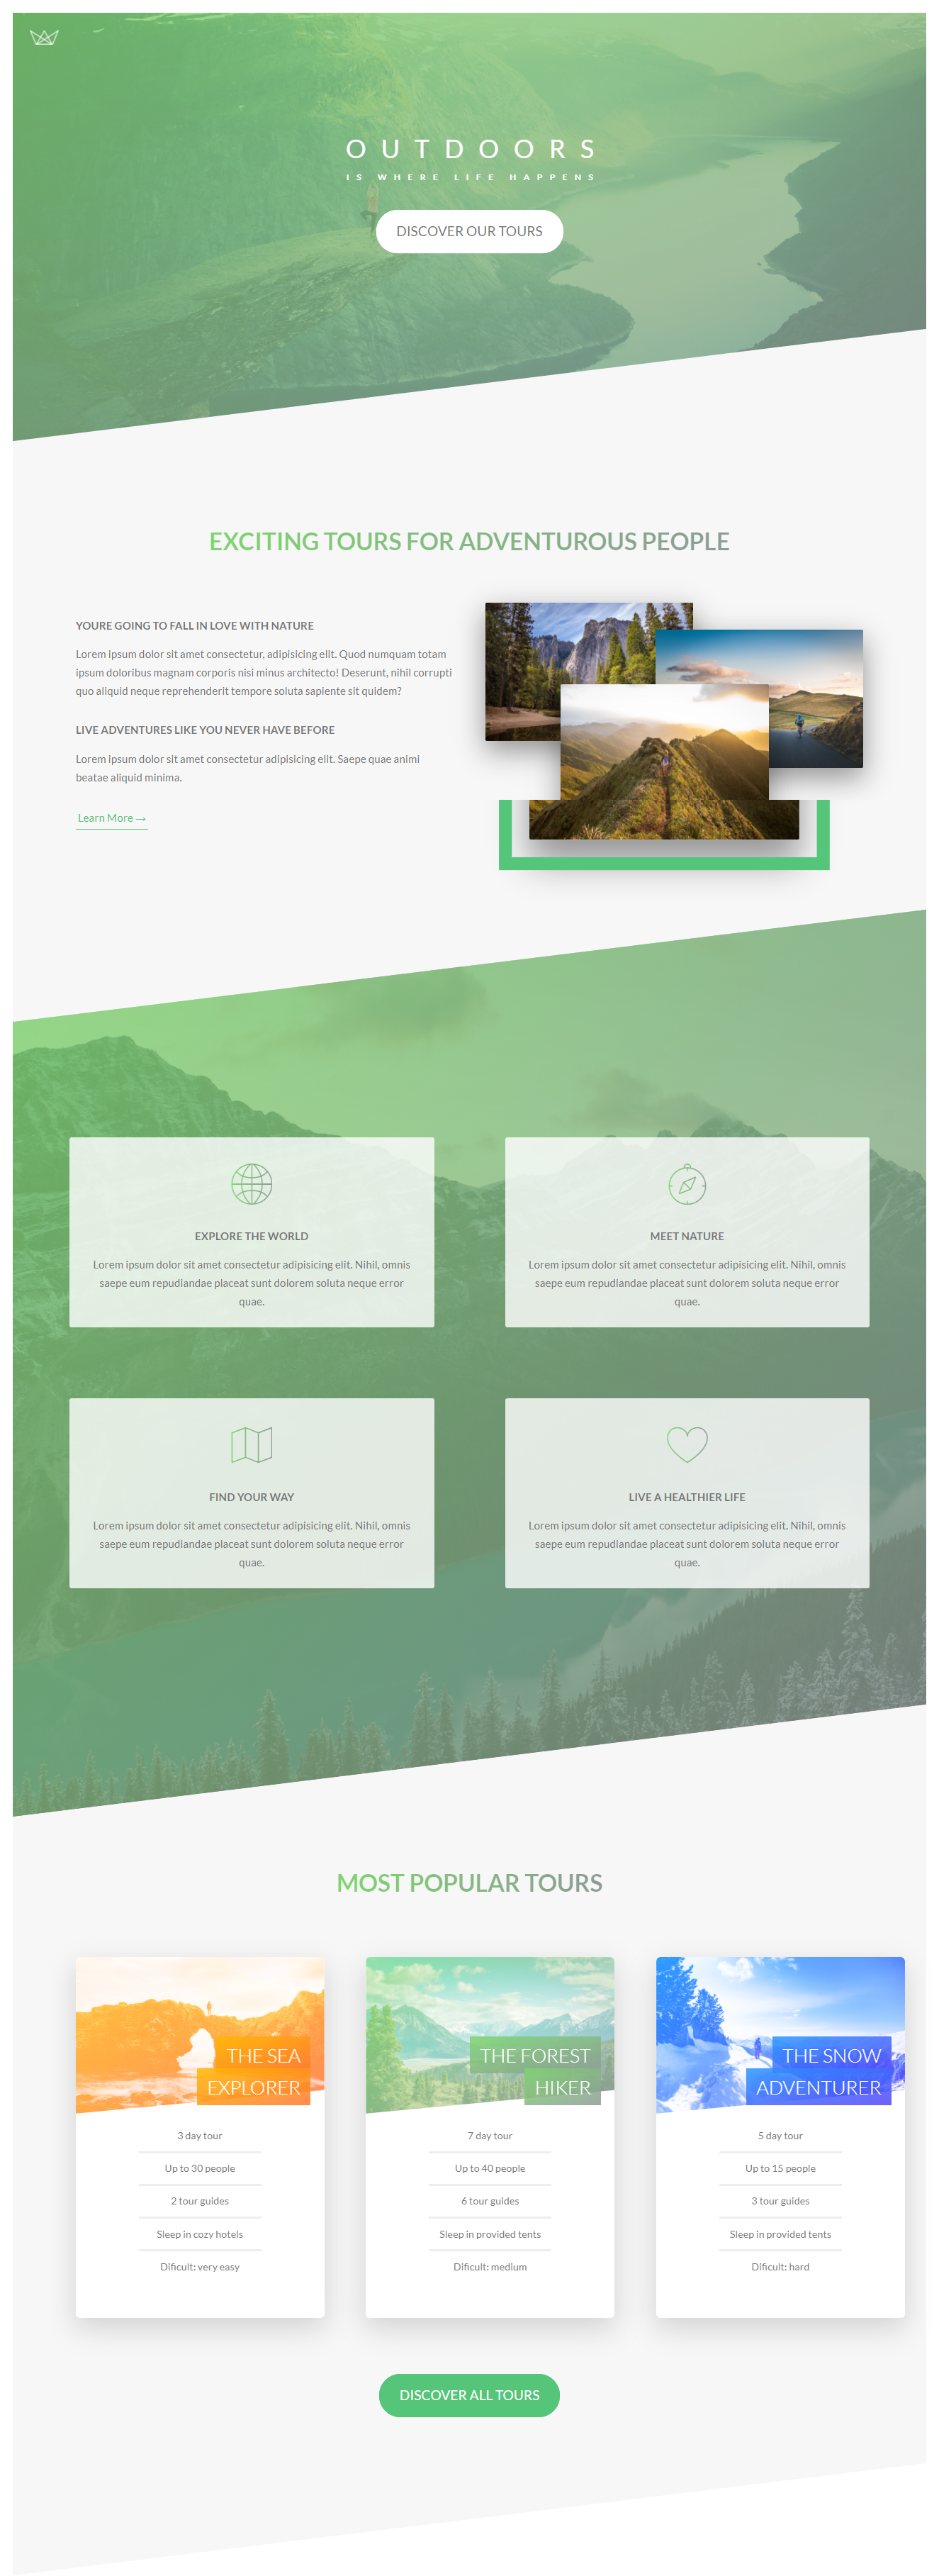 OUTDOORS
IS WHERE LIFE HAPPENS
DISCOVER OUR TOURS
EXCITING TOURS FOR ADVENTUROUS PEOPLE
YOURE GOING TO FALL IN LOVE WITH NATURE
Lorem ipsum dolor sit amet consectetur, adipisicing elit. Quod numquam totam
ipsum doloribus magnam corporis nisi minus architecto! Deserunt, nihil corrupti
quo aliquid neque reprehenderit tempore soluta sapiente sit quidem?
LIVE ADVENTURES LIKE YOU NEVER HAVE BEFORE
Lorem ipsum dolor sit amet consectetur adipisicing elit. Saepe quae animi
beatae aliquid minima.
Learn More →
EXPLORE THE WORLD
Lorem ipsum dolor sit amet consectetur adipisicing elit. Nihil, omnis
saepe eum repudiandae placeat sunt dolorem soluta neque error
quae.
MEET NATURE
Lorem ipsum dolor sit amet consectetur adipisicing elit. Nihil, omnis
saepe eum repudiandae placeat sunt dolorem soluta neque error
quae.
FIND YOUR WAY
Lorem ipsum dolor sit amet consectetur adipisicing elit. Nihil, omnis
saepe eum repudiandae placeat sunt dolorem soluta neque error
quae.
LIVE A HEALTHIER LIFE
Lorem ipsum dolor sit amet consectetur adipisicing elit. Nihil, omnis
saepe eum repudiandae placeat sunt dolorem soluta neque error
quae.
MOST POPULAR TOURS
THE SEA
EXPLORER
3 day tour
Up to 30 people
2 tour guides
Sleep in cozy hotels
Dificult: very easy
THE FOREST
HIKER
7 day tour
Up to 40 people
6 tour guides
Sleep in provided tents
Dificult: medium
THE SNOW
ADVENTURER
5 day tour
Up to 15 people
3 tour guides
Sleep in provided tents
Dificult: hard
DISCOVER ALL TOURS